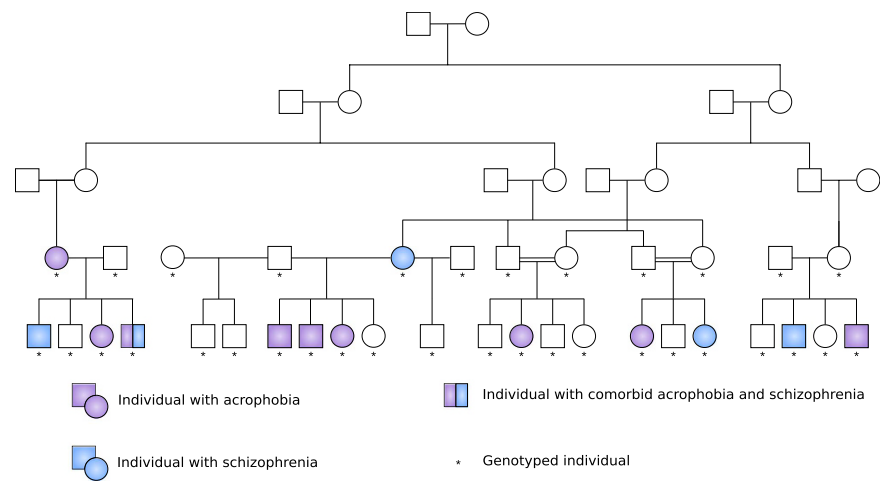 * * * * * * * * * * *
* * * * * * * * * * * * * * * * * * * * * * * * *
Individual with acrophobia
Individual with comorbid acrophobia and schizophrenia
Individual with schizophrenia
* Genotyped individual